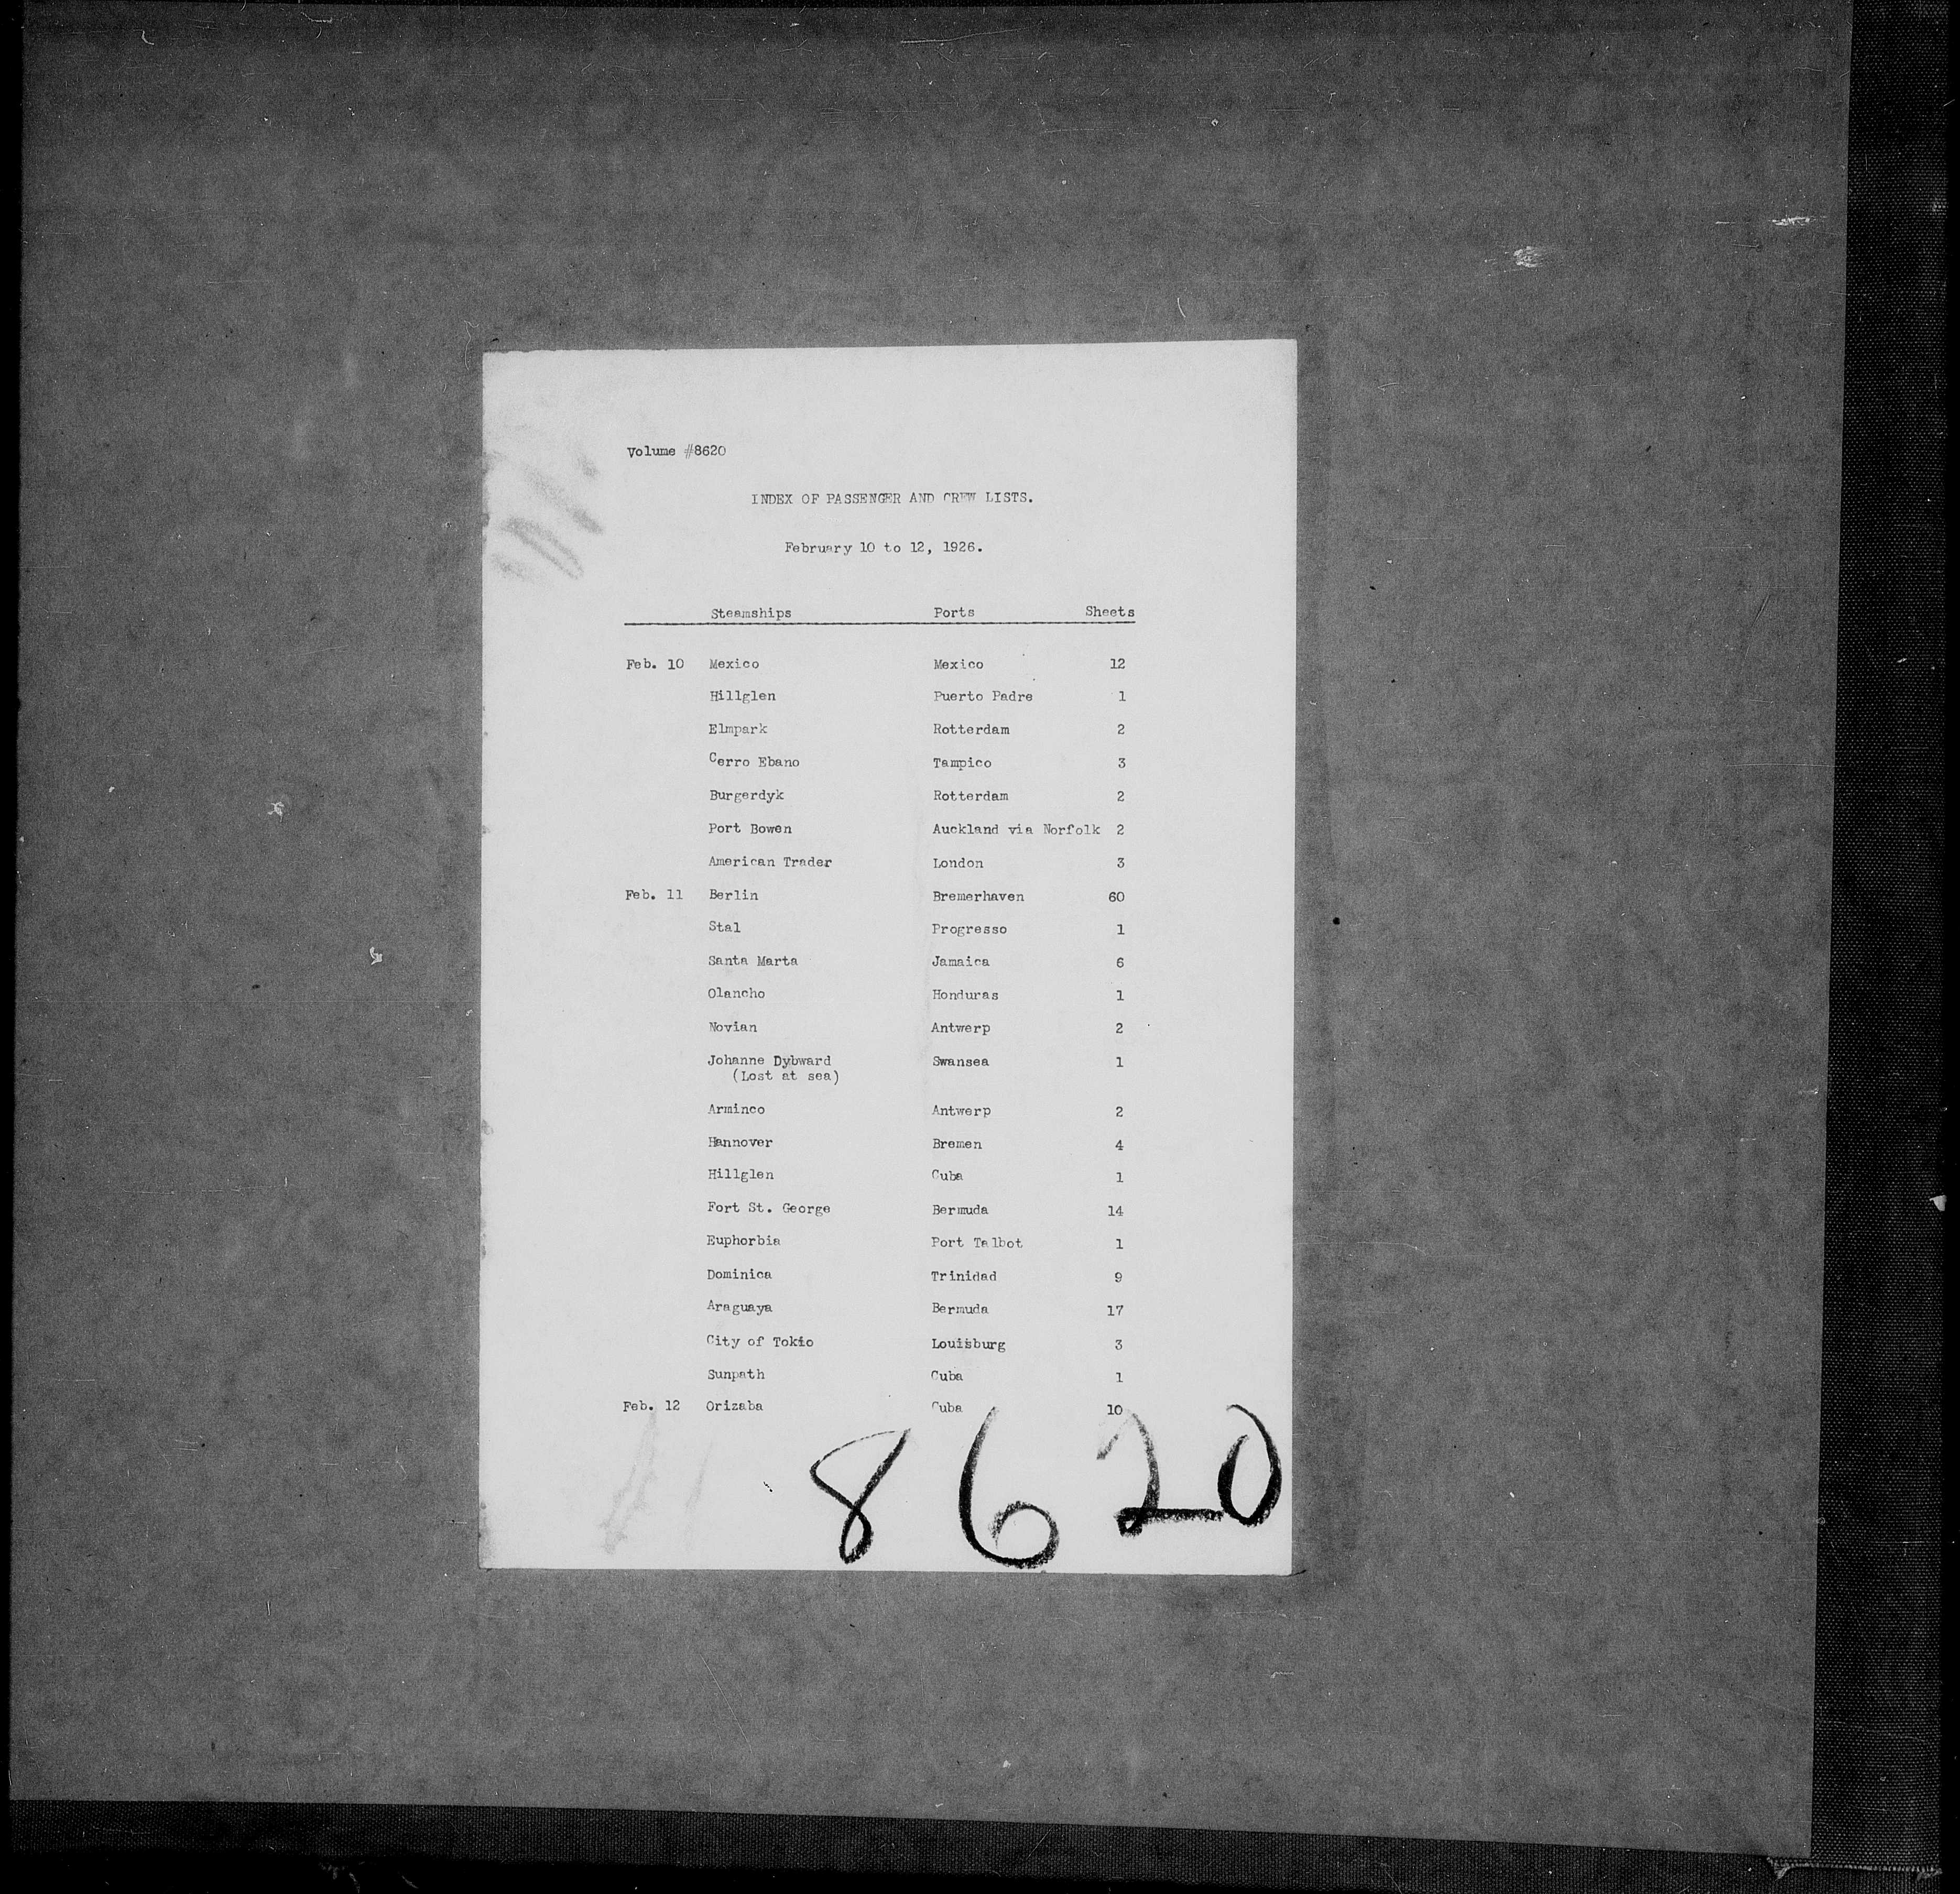 Volume #8620
INDEX OF PASSENGER AND CREW LISTS.
February 10 to 12, 1926.
Steamships Ports Sheets
Feb. 10 Mexico Mexico 12
Hillglen Puerto Padre 1
Elmpark Rotterdam 2
Cerro Ebano Tampico 3
Burgerdyk Rotterdam 2
Port Bowen Auckland via Norfolk 2
American Trader London 3
Feb. 11 Berlin Bremerhaven 60
Stal Progresso 1
Santa Marta Jamaica 6
Olancho Honduras 1
Novian Antwerp 2
Johanne Dybward Swansea 1
(Lost at sea)
Arminco Antwerp 2
Hannover Bremen 4
Hillglen Cuba 1
Fort St. George Bermuda 14
Euphorbia Port Talbot 1
Dominica Trinidad 9
Araguaya Bermuda 17
City of Tokio Louisburg 3
Sunpath Cuba 1
Feb. 12 Orizaba Cuba 10
8620